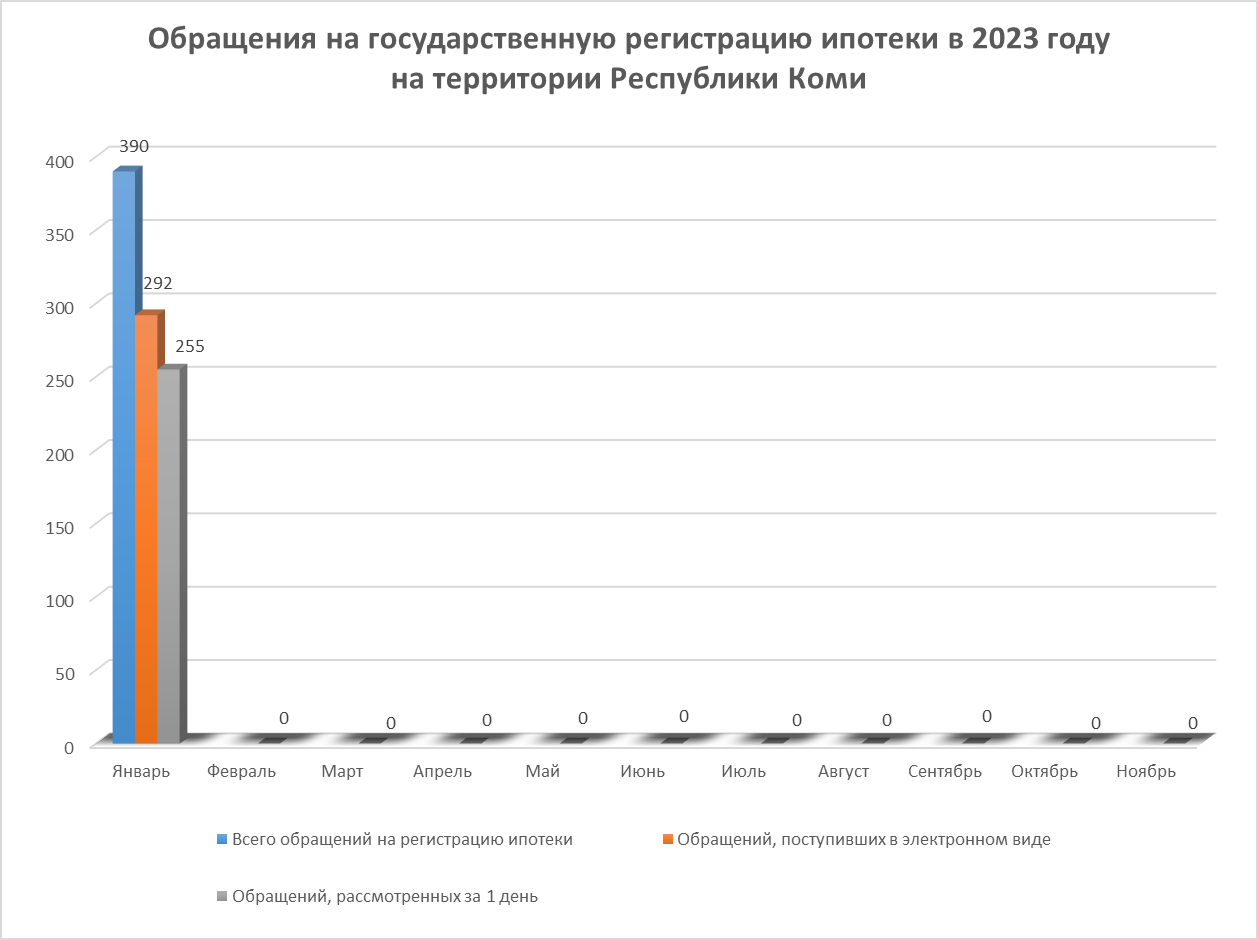 Обращения на государственную регистрацию ипотеки в 2023 году
на территории Республики Коми
390
400
350
292
300
255
250
200
150
100
50
0 0 0 0 0 0 0 0 0 0
0
Январь Февраль Март Апрель Май Июнь Июль Август Сентябрь Октябрь Ноябрь
Всего обращений на регистрацию ипотеки Обращений, поступивших в электронном виде
Обращений, рассмотренных за 1 день